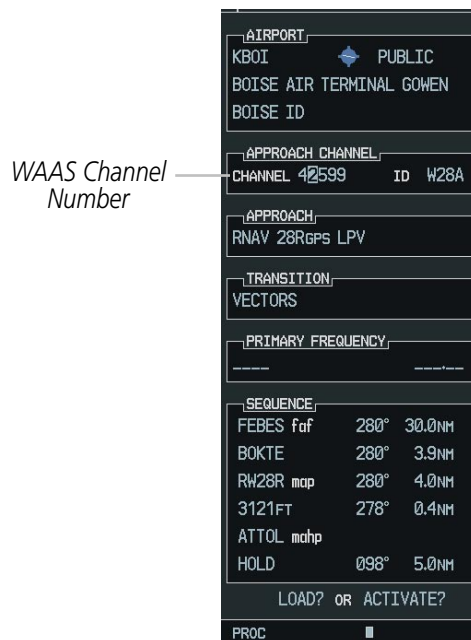 AIRPORT
KBOI PUBLIC
BOISE AIR TERMINAL GOWEN
BOISE ID
APPROACH CHANNEL
WAAS Channel
Number
CHANNEL 42599 ID W28A
APPROACH
RNAV 28RGPS LPV
TRANSITION
VECTORS
PRIMARY FREQUENCY
---- ---.--
SEQUENCE
FEBES faf 280° 30.0NM
BOKTE 280° 3.9NM
RW28R map 280° 4.0NM
3121FT 278° 0.4NM
ATTOL mahp
HOLD 098° 5.0NM
LOAD? OR ACTIVATE?
PROC